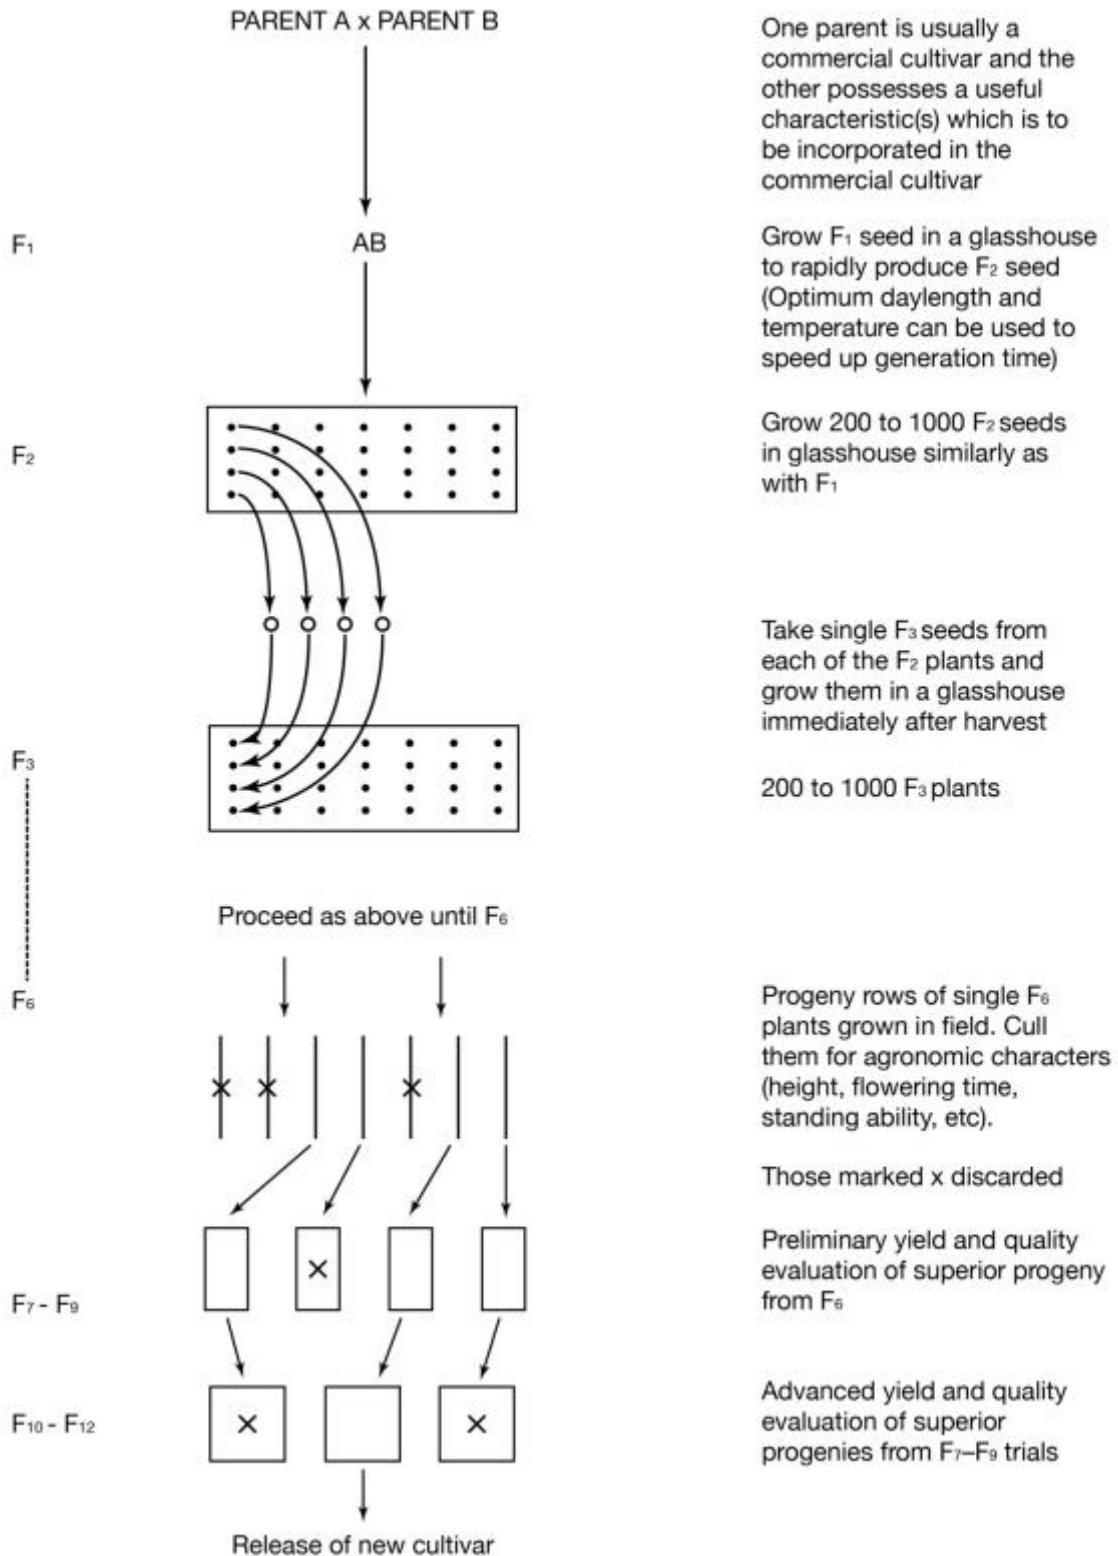 PARENT A x PARENT B
One parent is usually a
commercial cultivar and the
other possesses a useful
characteristic(s) which is to
be incorporated in the
commercial cultivar
F₁
AB
Grow F₁ seed in a glasshouse
to rapidly produce F₂ seed
(Optimum daylength and
temperature can be used to
speed up generation time)
F₂
Grow 200 to 1000 F₂ seeds
in glasshouse similarly as
with F₁
Take single F₃ seeds from
each of the F₂ plants and
grow them in a glasshouse
immediately after harvest
F₃
200 to 1000 F₃ plants
Proceed as above until F₆
F₆
Progeny rows of single F₆
plants grown in field. Cull
them for agronomic characters
(height, flowering time,
standing ability, etc).
Those marked x discarded
F₇ - F₉
Preliminary yield and quality
evaluation of superior progeny
from F₆
F₁₀ - F₁₂
Advanced yield and quality
evaluation of superior
progenies from F₇–F₉ trials
Release of new cultivar